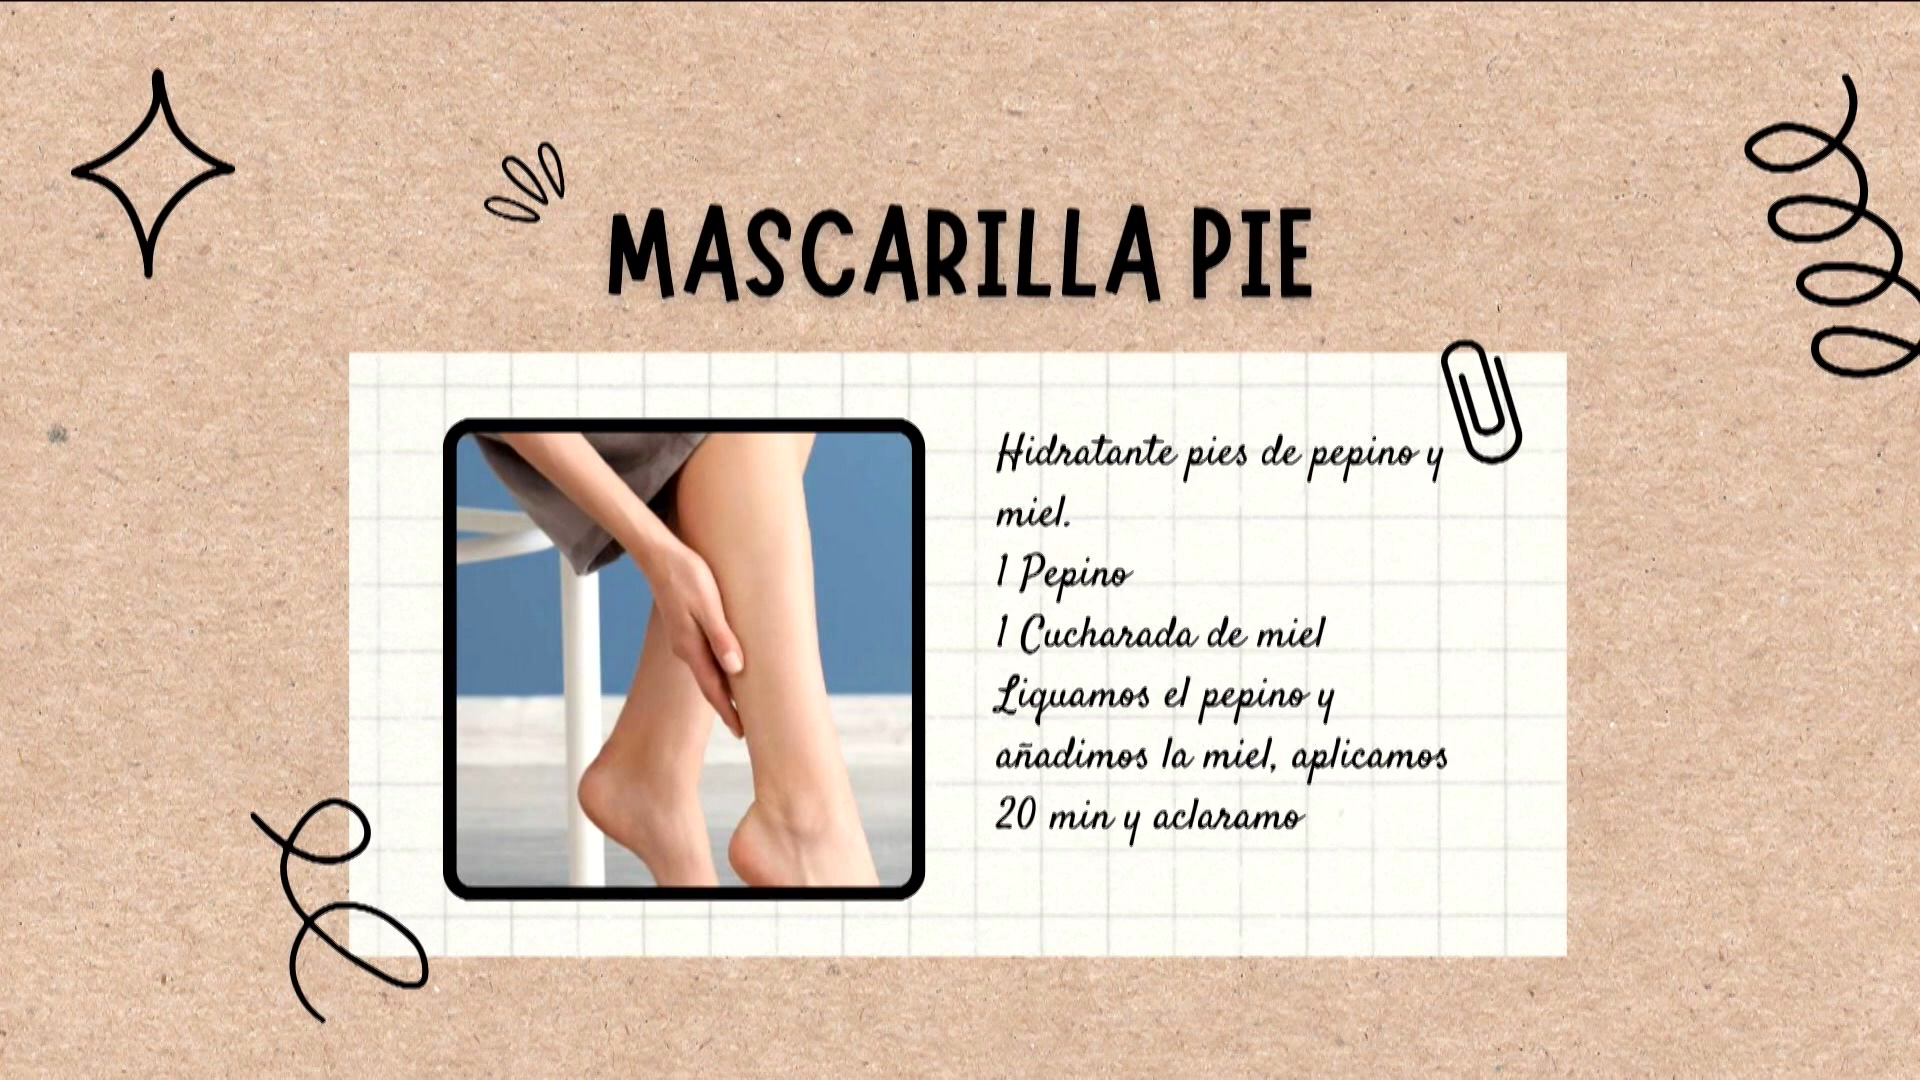 MASCARILLA PIE
Hidratante pies de pepino y
miel.
1 Pepino
1 Cucharada de miel
Liquamos el pepino y
añadimos la miel, aplicamos
20 min y aclaramo